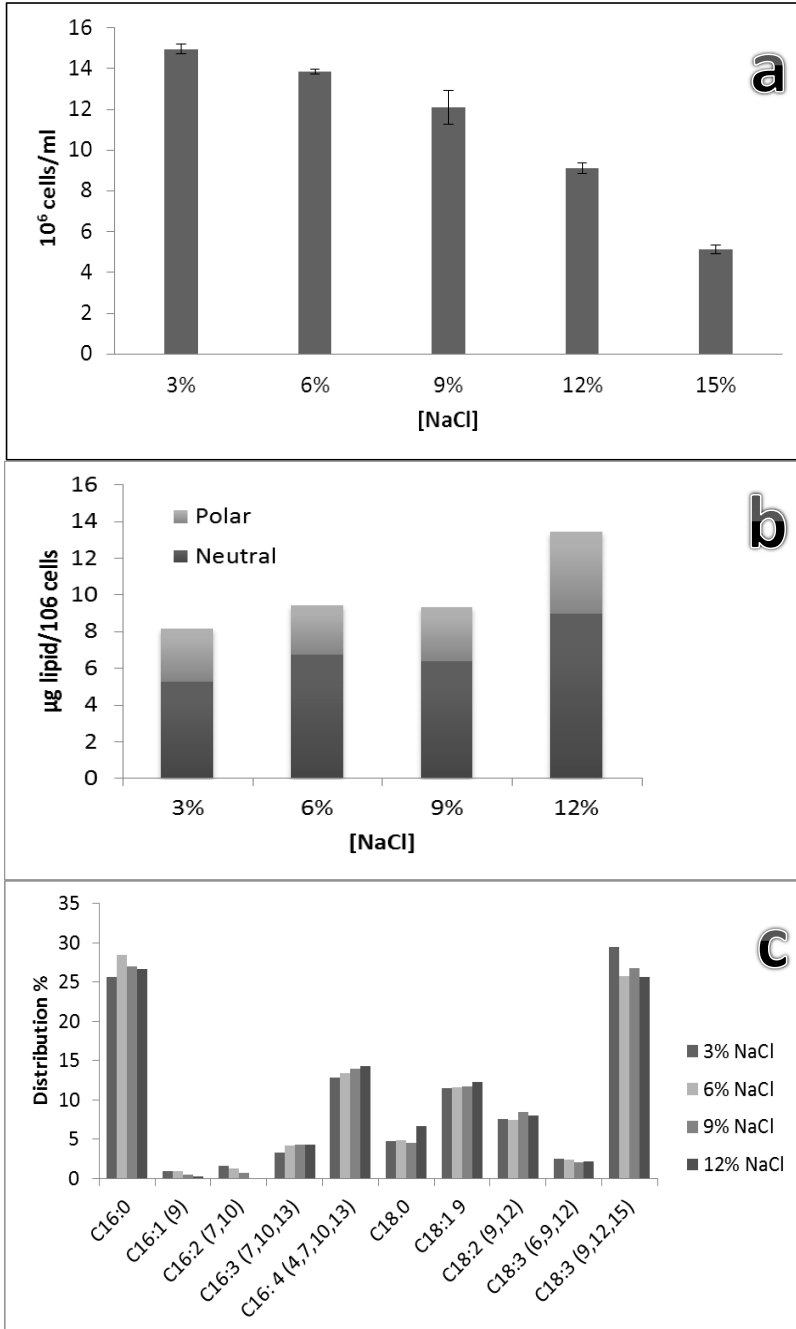 a
16
14
12
10
8
6
4
2
0
10⁶ cells/ml
3% 6% 9% 12% 15%
[NaCl]
b
16
14
12
10
8
6
4
2
0
µg lipid/106 cells
Polar
Neutral
3% 6% 9% 12%
[NaCl]
c
35
30
25
20
15
10
5
0
Distribution %
C16:0
C16:1 (9)
C16:2 (7,10)
C16:3 (7,10,13)
C16: 4 (4,7,10,13)
C18.0
C18:1 9
C18:2 (9,12)
C18:3 (6,9,12)
C18:3 (9,12,15)
3% NaCl
6% NaCl
9% NaCl
12% NaCl